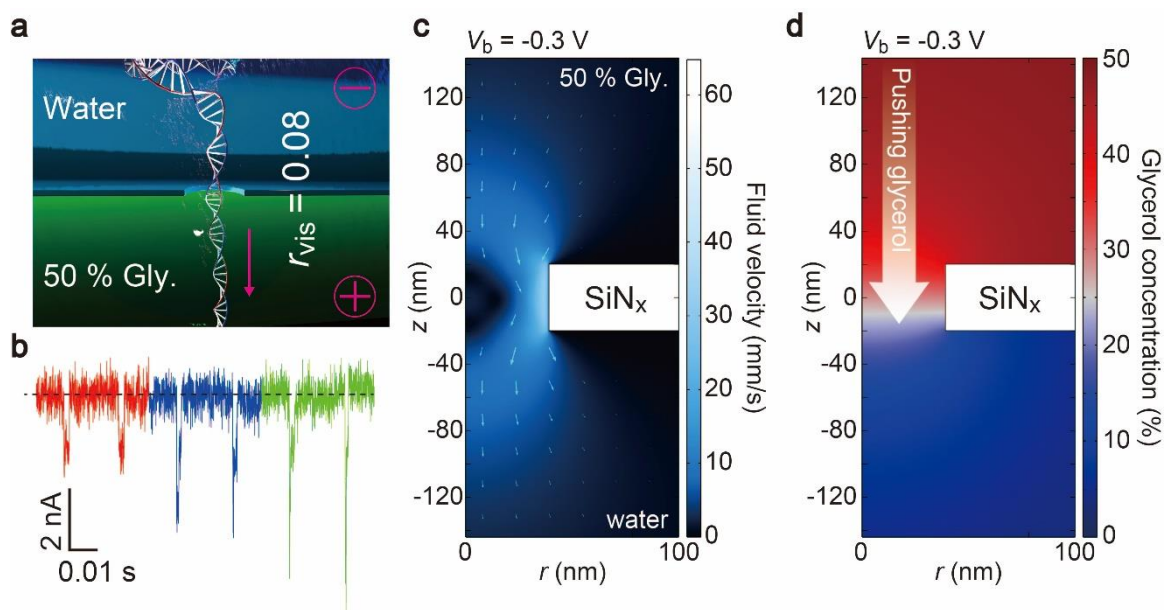 a
Water
50 % Gly.
r_vis = 0.08
−
+
b
2 nA
0.01 s
c
V_b = -0.3 V
50 % Gly.
SiN_x
water
120
80
40
0
-40
-80
-120
z (nm)
0
100
r (nm)
60
50
40
30
20
10
0
Fluid velocity (mm/s)
d
V_b = -0.3 V
Pushing glycerol
SiN_x
120
80
40
0
-40
-80
-120
z (nm)
0
100
r (nm)
50
40
30
20
10
0
Glycerol concentration (%)